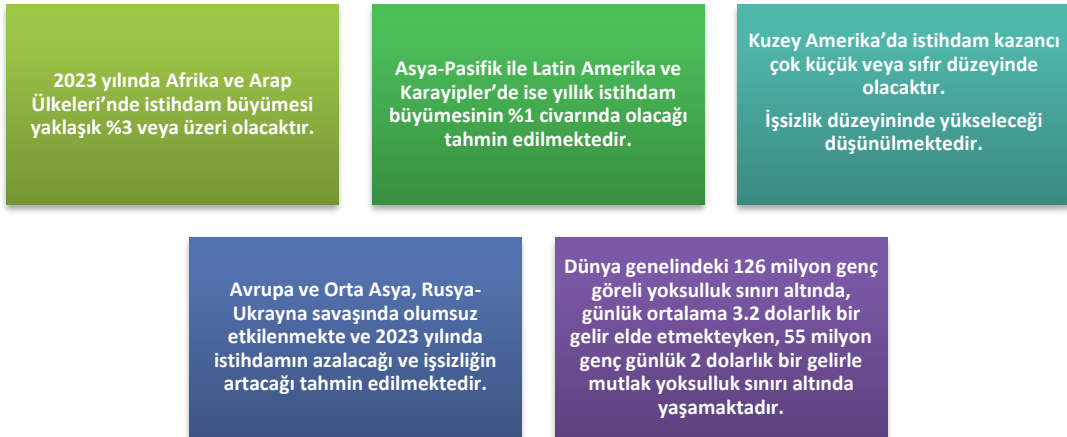 2023 yılında Afrika ve Arap
Ülkeleri'nde istihdam büyümesi
yaklaşık %3 veya üzeri olacaktır.
Asya-Pasifik ile Latin Amerika ve
Karayipler'de ise yıllık istihdam
büyümesinin %1 civarında olacağı
tahmin edilmektedir.
Kuzey Amerika'da istihdam kazancı
çok küçük veya sıfır düzeyinde
olacaktır.
İşsizlik düzeyininde yükseleceği
düşünülmektedir.
Avrupa ve Orta Asya, Rusya-
Ukrayna savaşında olumsuz
etkilenmekte ve 2023 yılında
istihdamın azalacağı ve işsizliğin
artacağı tahmin edilmektedir.
Dünya genelindeki 126 milyon genç
göreli yoksulluk sınırı altında,
günlük ortalama 3.2 dolarlık bir
gelir elde etmekteyken, 55 milyon
genç günlük 2 dolarlık bir gelirle
mutlak yoksulluk sınırı altında
yaşamaktadır.